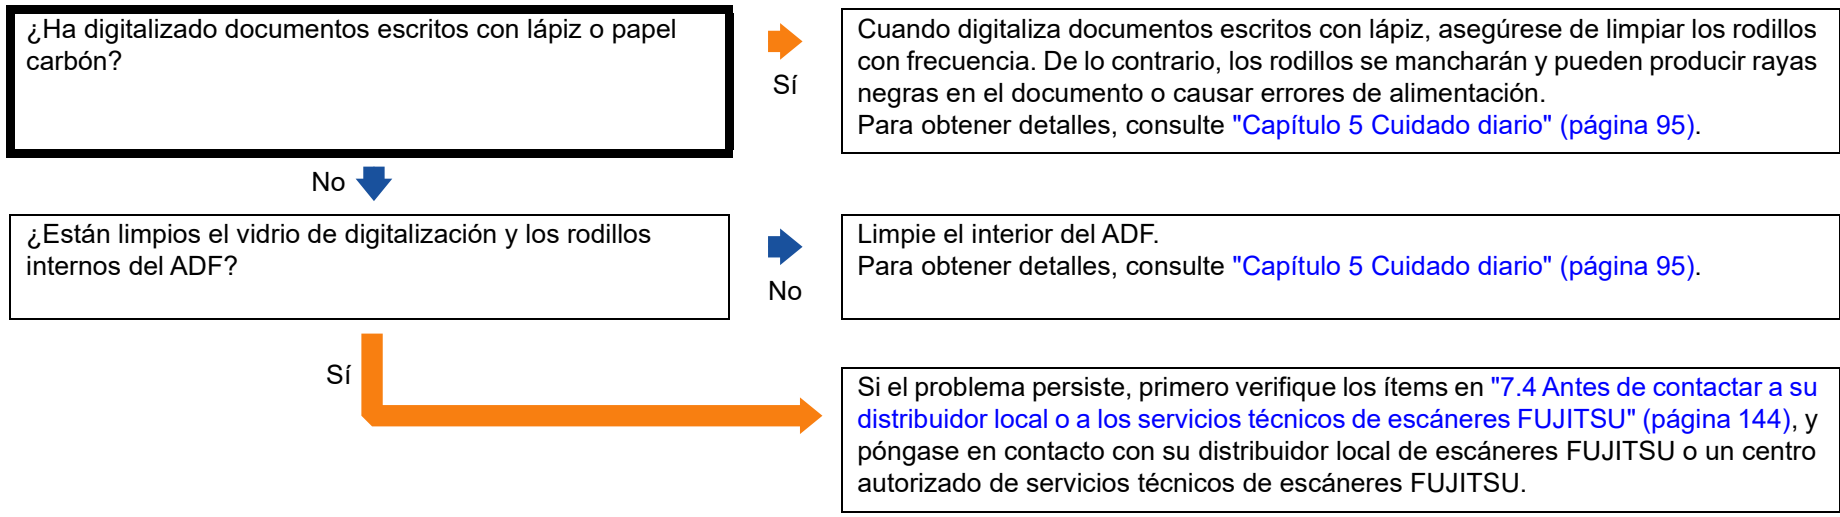 ¿Ha digitalizado documentos escritos con lápiz o papel
carbón?
Sí
Cuando digitaliza documentos escritos con lápiz, asegúrese de limpiar los rodillos
con frecuencia. De lo contrario, los rodillos se mancharán y pueden producir rayas
negras en el documento o causar errores de alimentación.
Para obtener detalles, consulte "Capítulo 5 Cuidado diario" (página 95).
No
¿Están limpios el vidrio de digitalización y los rodillos
internos del ADF?
No
Limpie el interior del ADF.
Para obtener detalles, consulte "Capítulo 5 Cuidado diario" (página 95).
Sí
Si el problema persiste, primero verifique los ítems en "7.4 Antes de contactar a su
distribuidor local o a los servicios técnicos de escáneres FUJITSU" (página 144), y
póngase en contacto con su distribuidor local de escáneres FUJITSU o un centro
autorizado de servicios técnicos de escáneres FUJITSU.